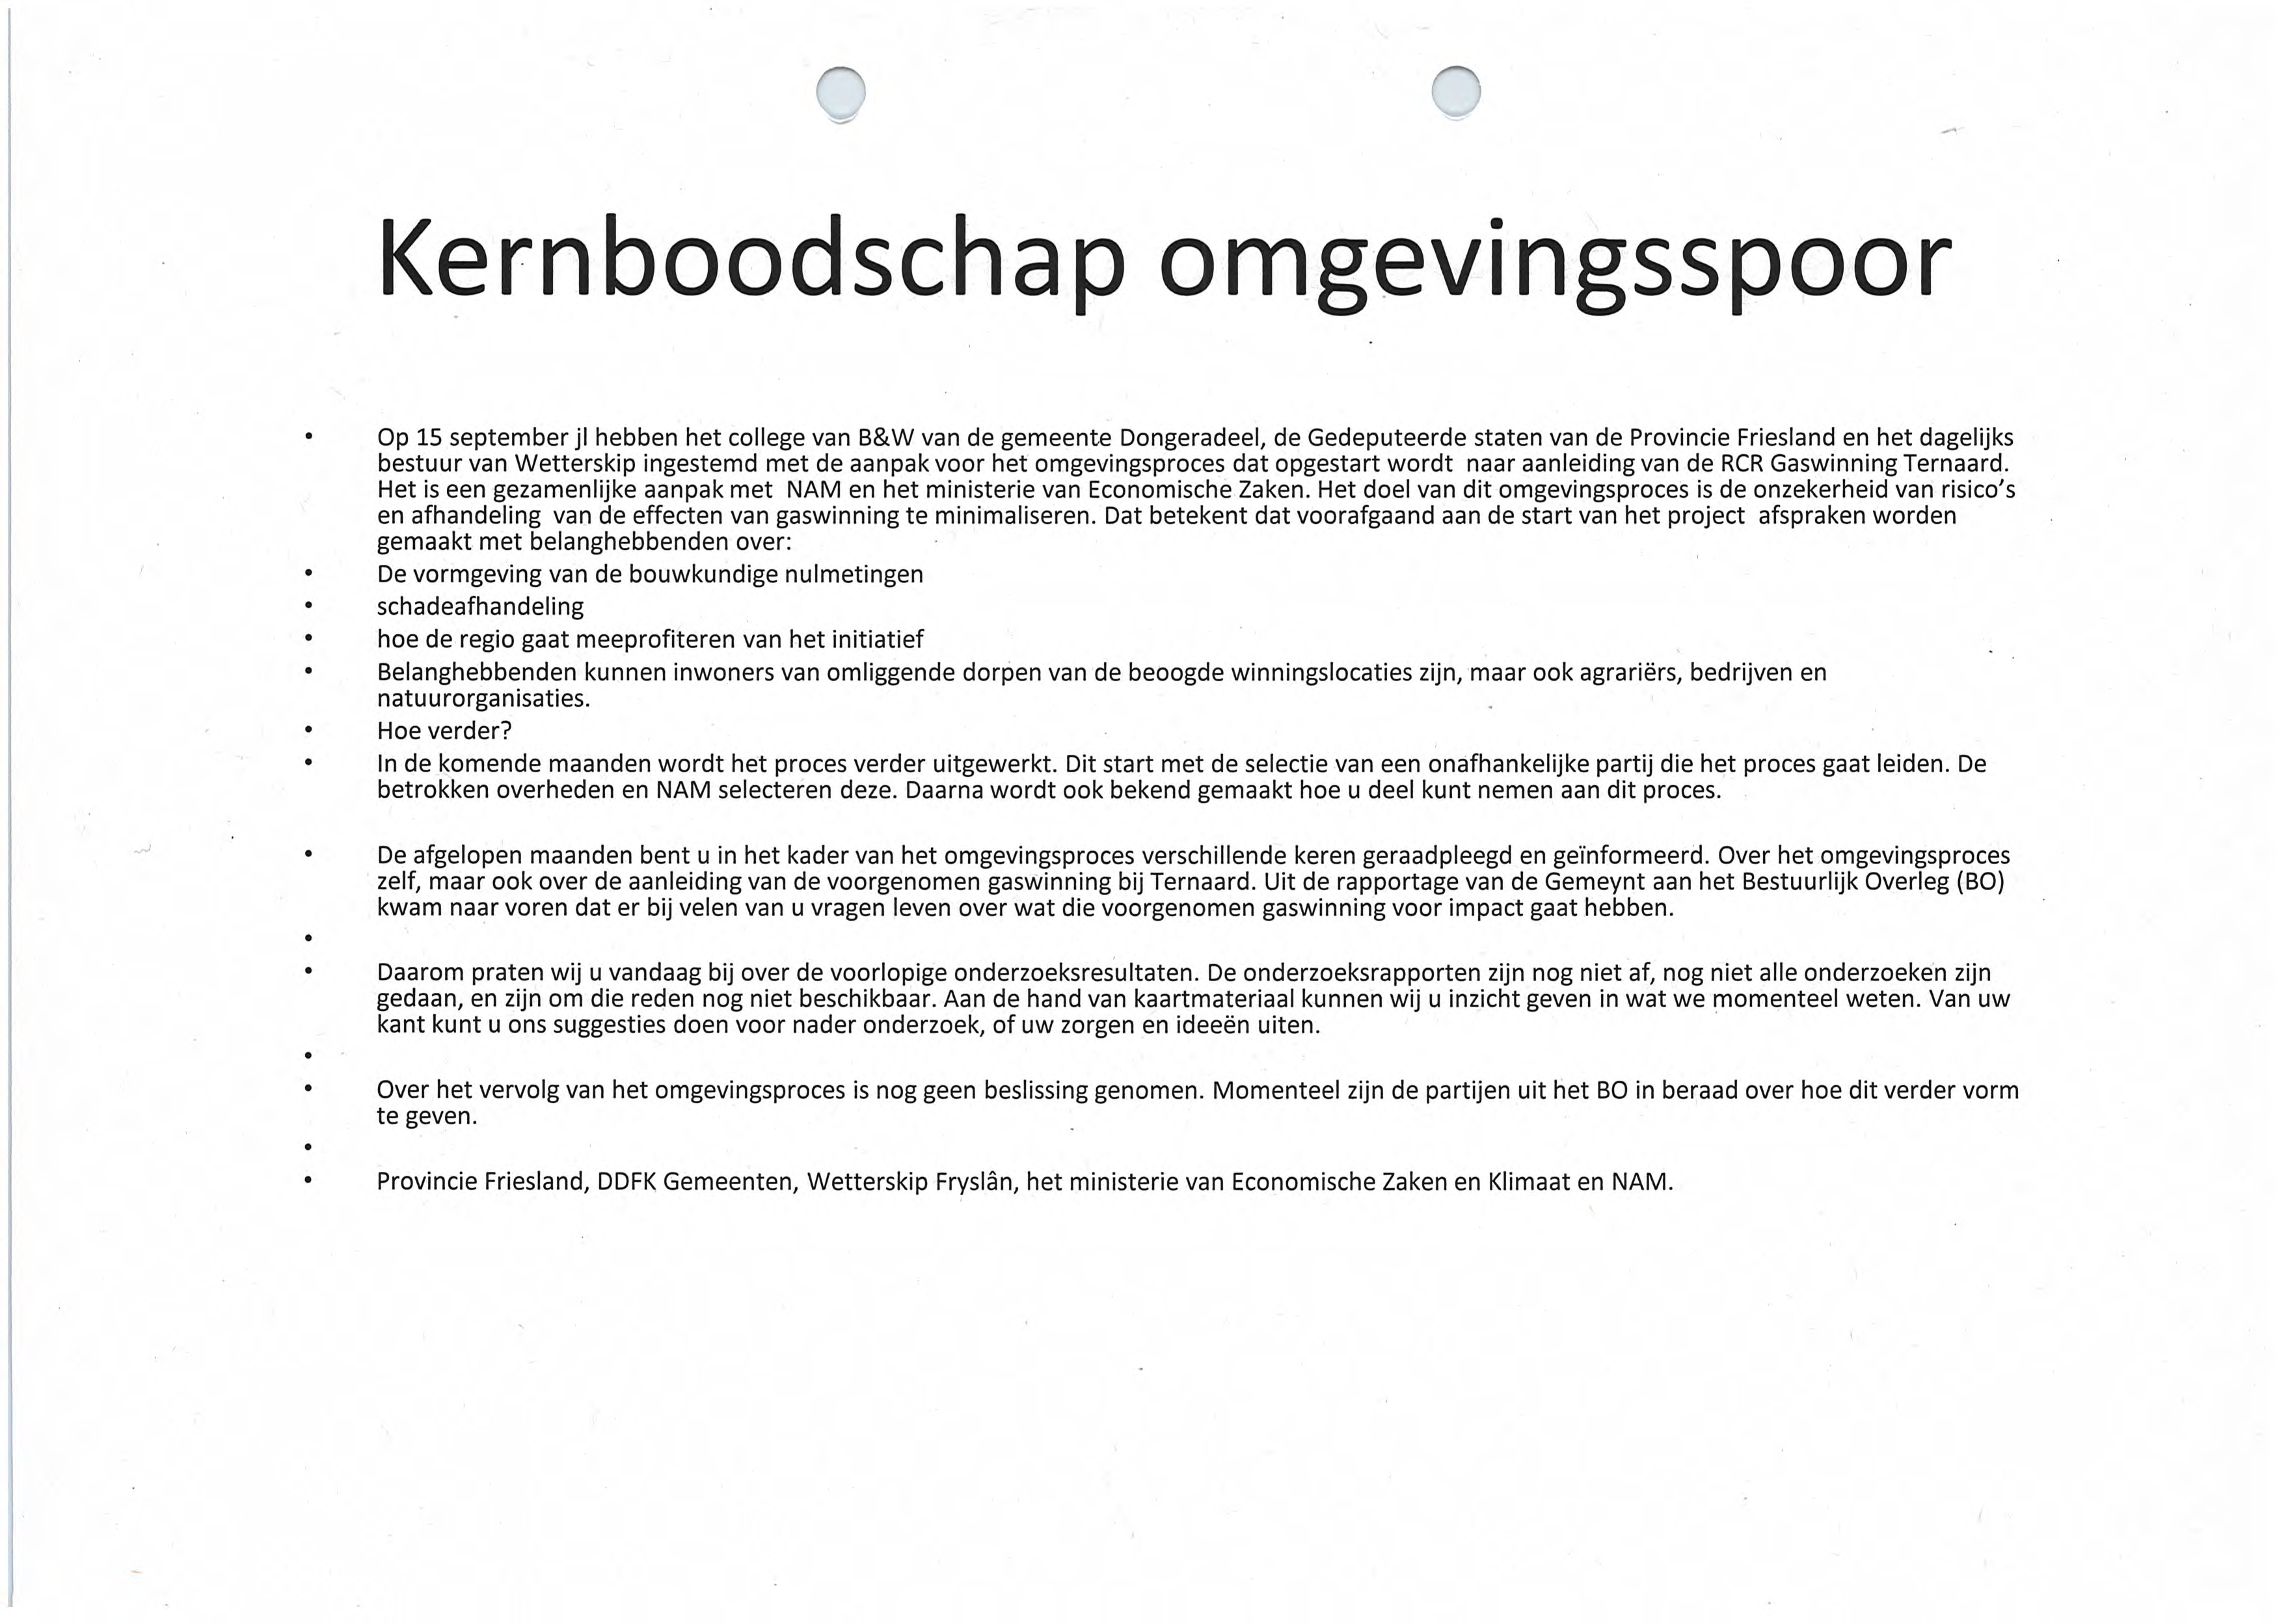 Kernboodschap omgevingsspoor
• Op 15 september jl hebben het college van B&W van de gemeente Dongeradeel, de Gedeputeerde staten van de Provincie Friesland en het dagelijks
bestuur van Wetterskip ingestemd met de aanpak voor het omgevingsproces dat opgestart wordt  naar aanleiding van de RCR Gaswinning Ternaard.
Het is een gezamenlijke aanpak met  NAM en het ministerie van Economische Zaken. Het doel van dit omgevingsproces is de onzekerheid van risico's
en afhandeling  van de effecten van gaswinning te minimaliseren. Dat betekent dat voorafgaand aan de start van het project  afspraken worden
gemaakt met belanghebbenden over:
• De vormgeving van de bouwkundige nulmetingen
• schadeafhandeling
• hoe de regio gaat meeprofiteren van het initiatief
• Belanghebbenden kunnen inwoners van omliggende dorpen van de beoogde winningslocaties zijn, maar ook agrariërs, bedrijven en
natuurorganisaties.
• Hoe verder?
• In de komende maanden wordt het proces verder uitgewerkt. Dit start met de selectie van een onafhankelijke partij die het proces gaat leiden. De
betrokken overheden en NAM selecteren deze. Daarna wordt ook bekend gemaakt hoe u deel kunt nemen aan dit proces.
• De afgelopen maanden bent u in het kader van het omgevingsproces verschillende keren geraadpleegd en geïnformeerd. Over het omgevingsproces
zelf, maar ook over de aanleiding van de voorgenomen gaswinning bij Ternaard. Uit de rapportage van de Gemeynt aan het Bestuurlijk Overleg (BO)
kwam naar voren dat er bij velen van u vragen leven over wat die voorgenomen gaswinning voor impact gaat hebben.
•
• Daarom praten wij u vandaag bij over de voorlopige onderzoeksresultaten. De onderzoeksrapporten zijn nog niet af, nog niet alle onderzoeken zijn
gedaan, en zijn om die reden nog niet beschikbaar. Aan de hand van kaartmateriaal kunnen wij u inzicht geven in wat we momenteel weten. Van uw
kant kunt u ons suggesties doen voor nader onderzoek, of uw zorgen en ideeën uiten.
•
• Over het vervolg van het omgevingsproces is nog geen beslissing genomen. Momenteel zijn de partijen uit het BO in beraad over hoe dit verder vorm
te geven.
•
• Provincie Friesland, DDFK Gemeenten, Wetterskip Fryslân, het ministerie van Economische Zaken en Klimaat en NAM.